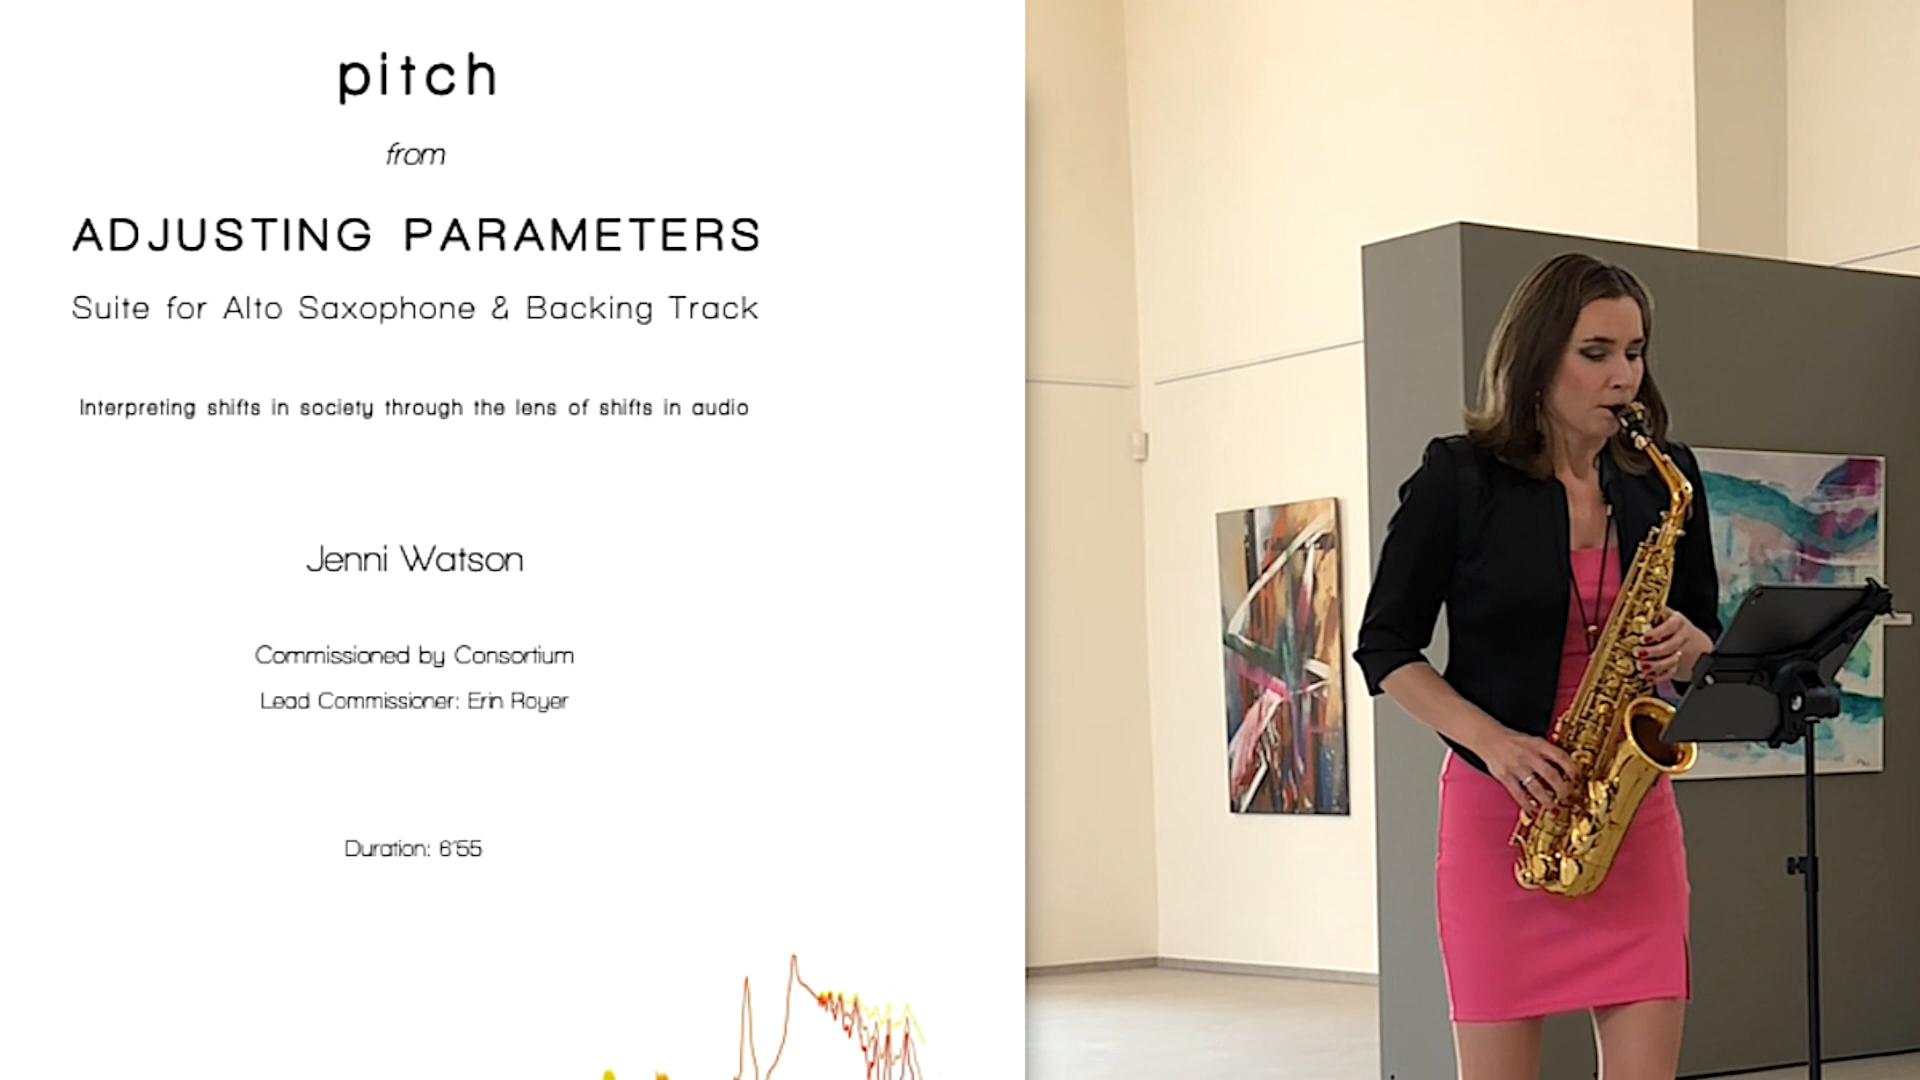 pitch
from
ADJUSTING PARAMETERS
Suite for Alto Saxophone & Backing Track
Interpreting shifts in society through the lens of shifts in audio
Jenni Watson
Commissioned by Consortium
Lead Commissioner: Erin Royer
Duration: 6'55